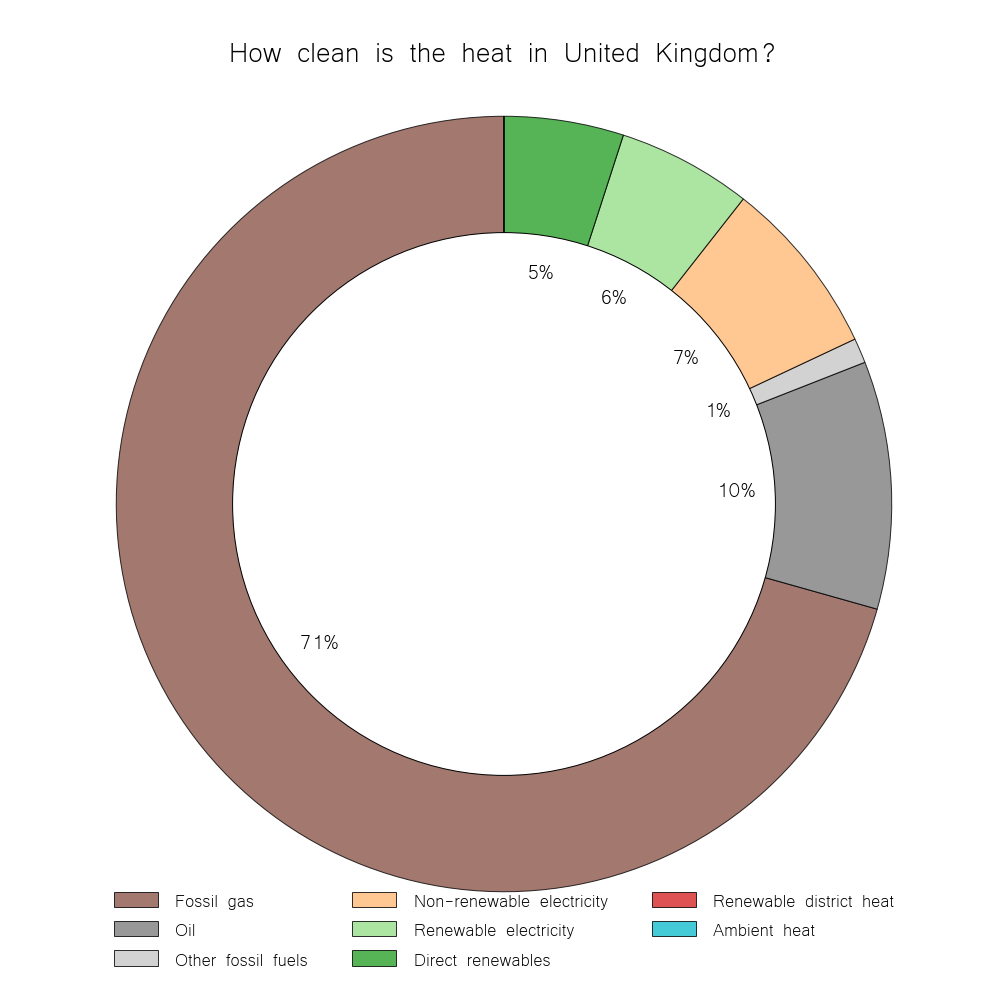 How clean is the heat in United Kingdom?
5%
6%
7%
1%
10%
71%
Fossil gas
Non-renewable electricity
Renewable district heat
Oil
Renewable electricity
Ambient heat
Other fossil fuels
Direct renewables